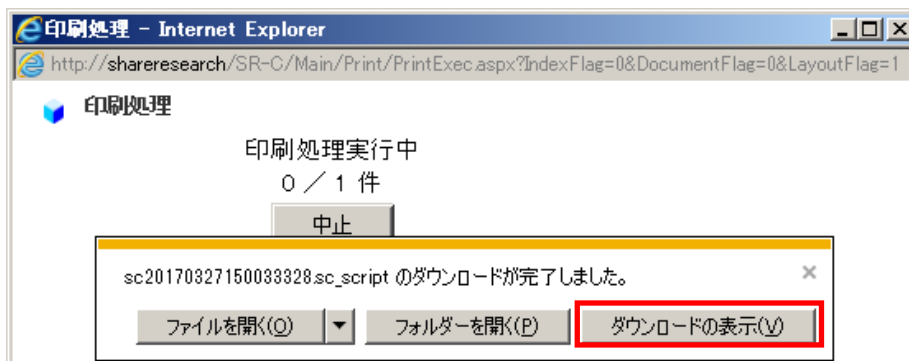 印刷処理 - Internet Explorer
http://shareresearch/SR-C/Main/Print/PrintExec.aspx?IndexFlag=0&DocumentFlag=0&LayoutFlag=1
印刷処理
印刷処理実行中
0 / 1 件
中止
sc20170327150033328.sc_script のダウンロードが完了しました。
ファイルを開く(O) フォルダーを開く(P) ダウンロードの表示(V)